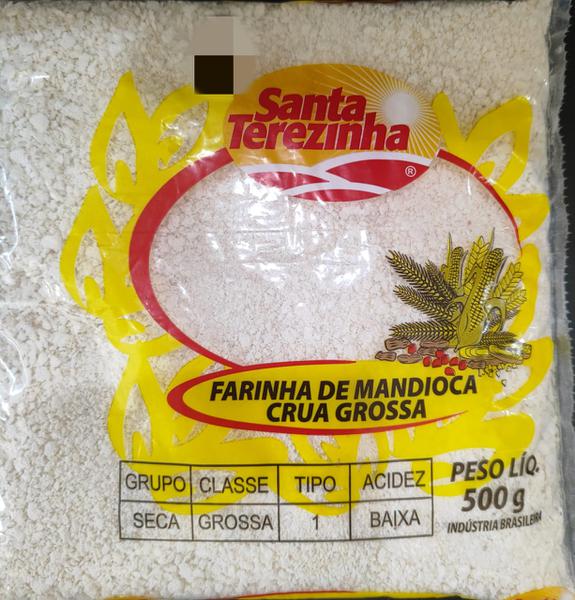 Santa
Terezinha
®
FARINHA DE MANDIOCA
CRUA GROSSA
GRUPO CLASSE TIPO ACIDEZ
SECA GROSSA 1 BAIXA
PESO LÍQ.
500 g
INDÚSTRIA BRASILEIRA